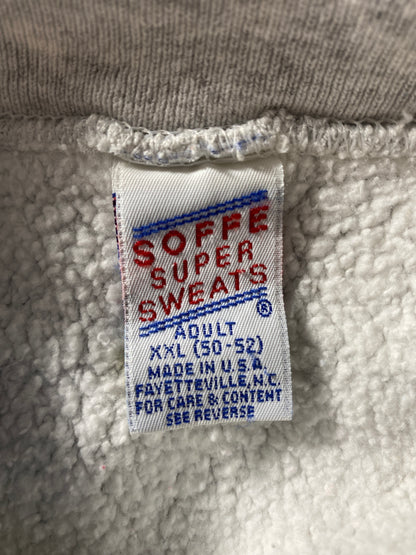 SOFFE
SUPER
SWEATS
®
ADULT
XXL (50-52)
MADE IN U.S.A.
FAYETTEVILLE, N.C.
FOR CARE & CONTENT
SEE REVERSE